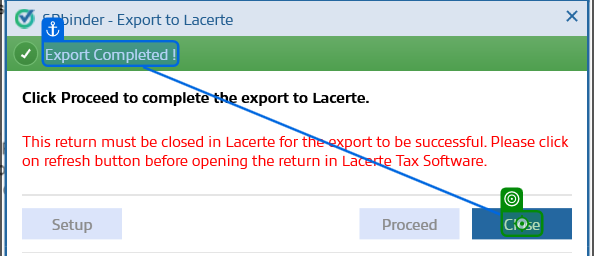 SPbinder - Export to Lacerte
Export Completed !
Click Proceed to complete the export to Lacerte.
This return must be closed in Lacerte for the export to be successful. Please click
on refresh button before opening the return in Lacerte Tax Software.
Setup Proceed Close